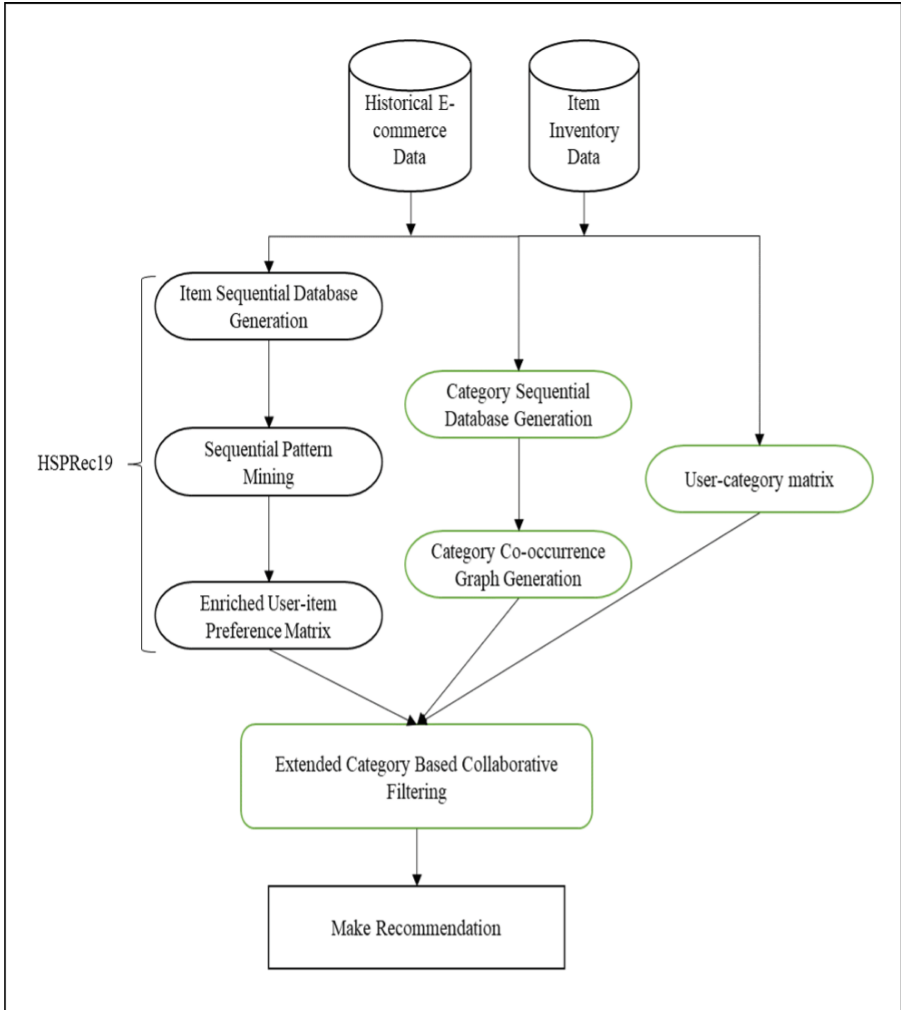 Historical E-
commerce
Data
Item
Inventory
Data
Item Sequential Database
Generation
Category Sequential
Database Generation
HSPRec19
Sequential Pattern
Mining
User-category matrix
Category Co-occurrence
Graph Generation
Enriched User-item
Preference Matrix
Extended Category Based Collaborative
Filtering
Make Recommendation